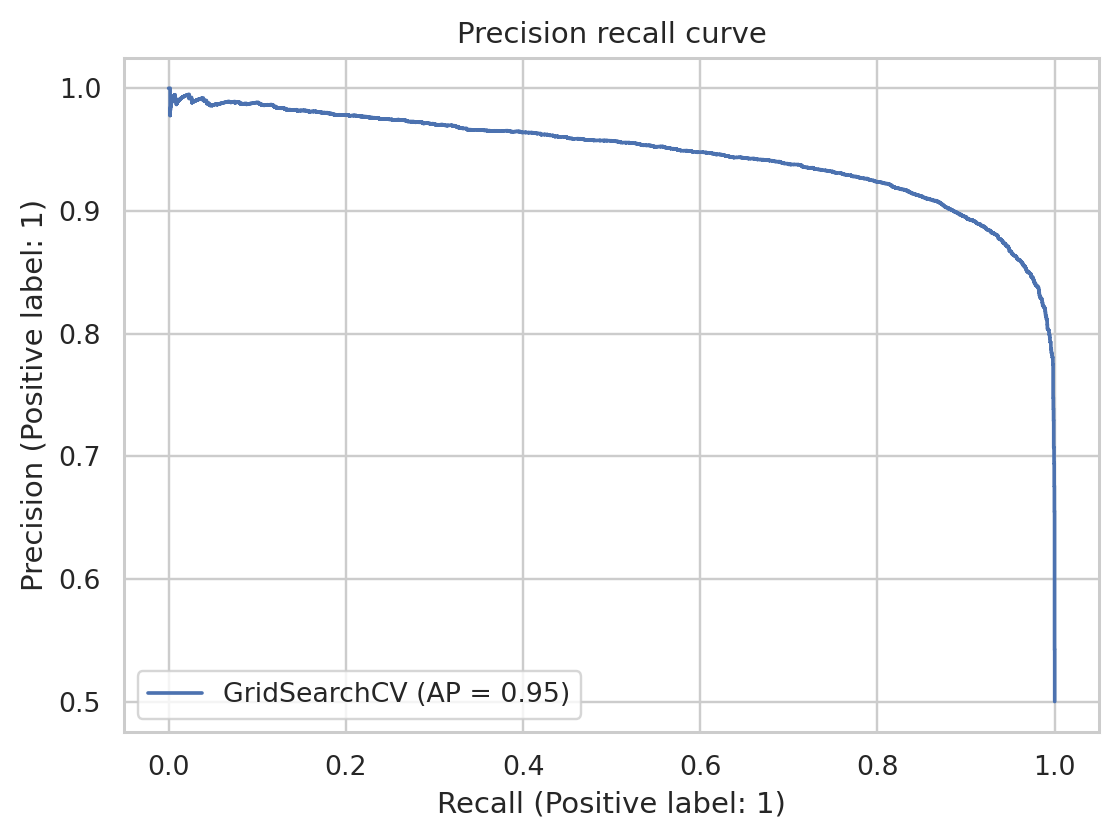 Precision recall curve
1.0
0.9
0.8
0.7
0.6
0.5
Precision (Positive label: 1)
GridSearchCV (AP = 0.95)
0.0 0.2 0.4 0.6 0.8 1.0
Recall (Positive label: 1)